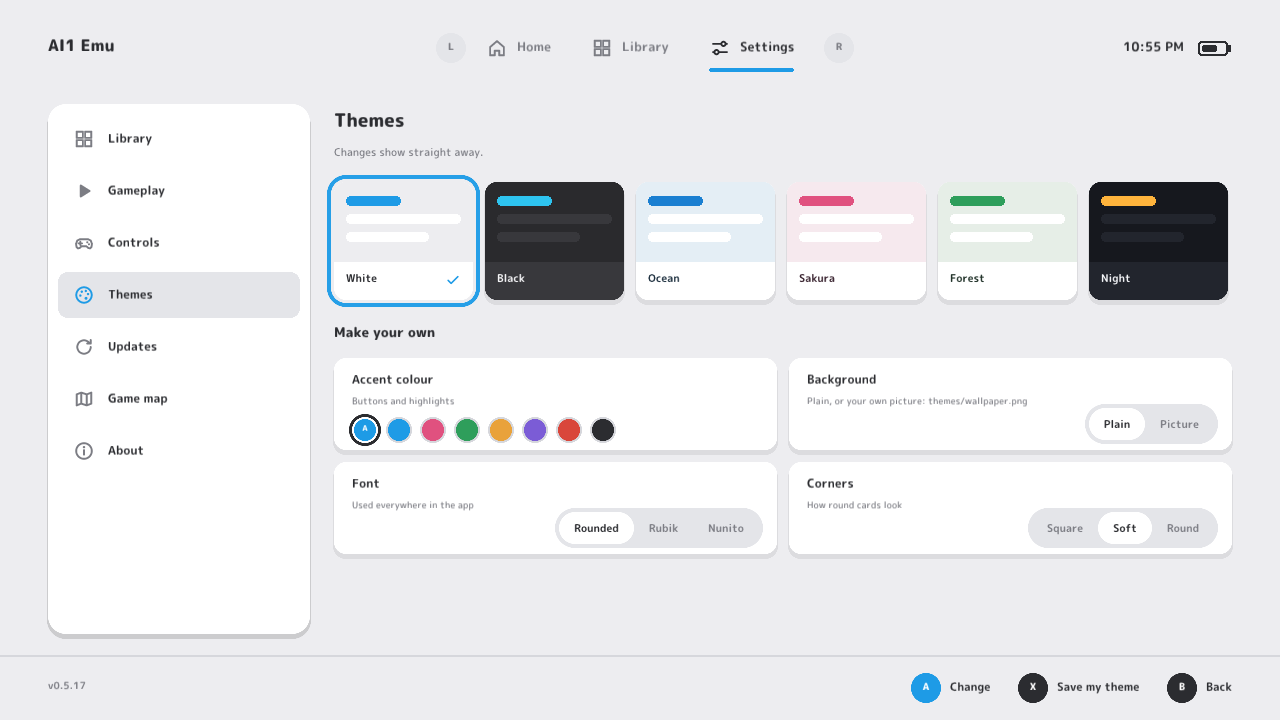 AI1 Emu
L
Home
Library
Settings
R
10:55 PM
Library
Gameplay
Controls
Themes
Updates
Game map
About
Themes
Changes show straight away.
White
Black
Ocean
Sakura
Forest
Night
Make your own
Accent colour
Buttons and highlights
A
Background
Plain, or your own picture: themes/wallpaper.png
Plain
Picture
Font
Used everywhere in the app
Rounded
Rubik
Nunito
Corners
How round cards look
Square
Soft
Round
v0.5.17
A
Change
X
Save my theme
B
Back